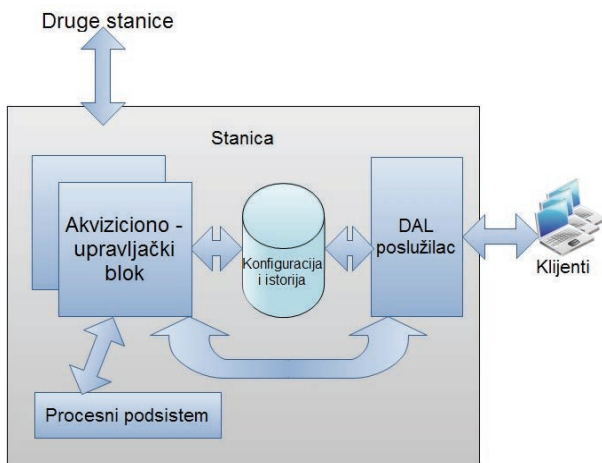 Druge stanice
Stanica
Akviziciono -
upravljački
blok
Konfiguracija
i istorija
DAL
poslužilac
Klijenti
Procesni podsistem